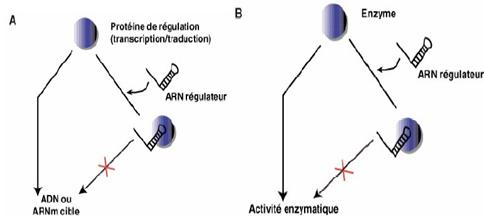 A
Protéine de régulation
(transcription/traduction)
ARN régulateur
ADN ou
ARNm cible
B
Enzyme
ARN régulateur
Activité enzymatique